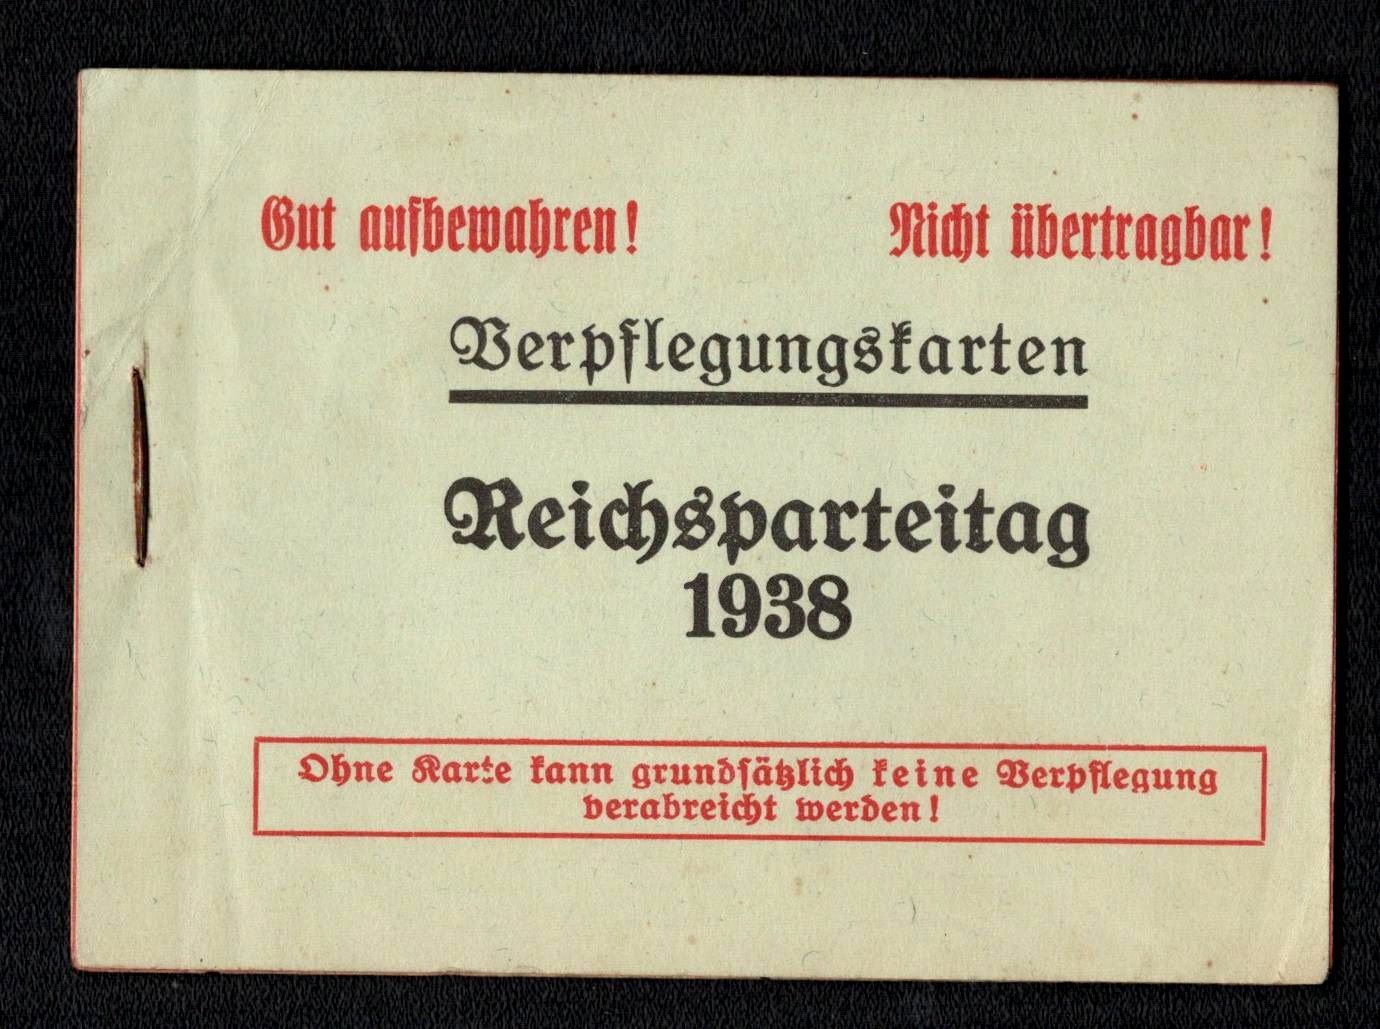 Gut aufbewahren! Nicht übertragbar!
Verpflegungskarten
Reichsparteitag
1938
Ohne Karte kann grundsätzlich keine Verpflegung
verabreicht werden!